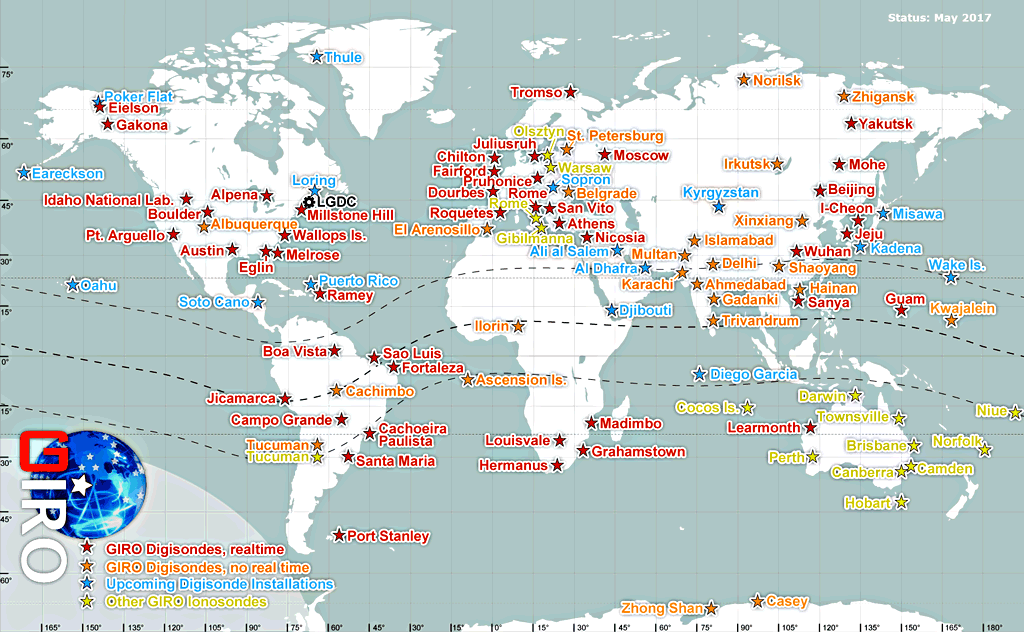 Status: May 2017
Thule
Norilsk
75°
Poker Flat
Tromso
Zhigansk
Eielson
Gakona
Yakutsk
Olsztyn
St. Petersburg
60°
Juliusruh
Chilton
Moscow
Irkutsk
Mohe
Eareckson
Fairford
Warsaw
Loring
Pruhonice
Sopron
Beijing
Idaho National Lab.
Alpena
LGDC
Dourbes
Rome
Belgrade
Kyrgyzstan
45°
Boulder
Millstone Hill
Roquetes
Rome
San Vito
I-Cheon
Misawa
Albuquerque
El Arenosillo
Athens
Xinxiang
Pt. Arguello
Wallops Is.
Gibilmanna
Nicosia
Islamabad
Jeju
Austin
Melrose
Ali al Salem
Multan
Wuhan
Kadena
30°
Eglin
Al Dhafra
Delhi
Shaoyang
Wake Is.
Oahu
Puerto Rico
Karachi
Ahmedabad
Hainan
Soto Cano
Ramey
Gadanki
Sanya
Guam
15°
Djibouti
Kwajalein
Ilorin
Trivandrum
Boa Vista
Sao Luis
0°
Fortaleza
Ascension Is.
Diego Garcia
Cachimbo
Jicamarca
Darwin
15°
Cocos Is.
Niue
Campo Grande
Madimbo
Townsville
Cachoeira
Paulista
Learmonth
Louisvale
Tucuman
Brisbane
Norfolk
Tucuman
Santa Maria
Grahamstown
Perth
30°
Hermanus
Canberra
Camden
Hobart
45°
Port Stanley
GIRO
GIRO Digisondes, realtime
GIRO Digisondes, no real time
60°
Upcoming Digisonde Installations
Other GIRO Ionosondes
Zhong Shan
Casey
165° 150° 135° 120° 105° 90° 75° 60° 45° 30° 15° 0° 15° 30° 45° 60° 75° 90° 105° 120° 135° 150° 165° 180°